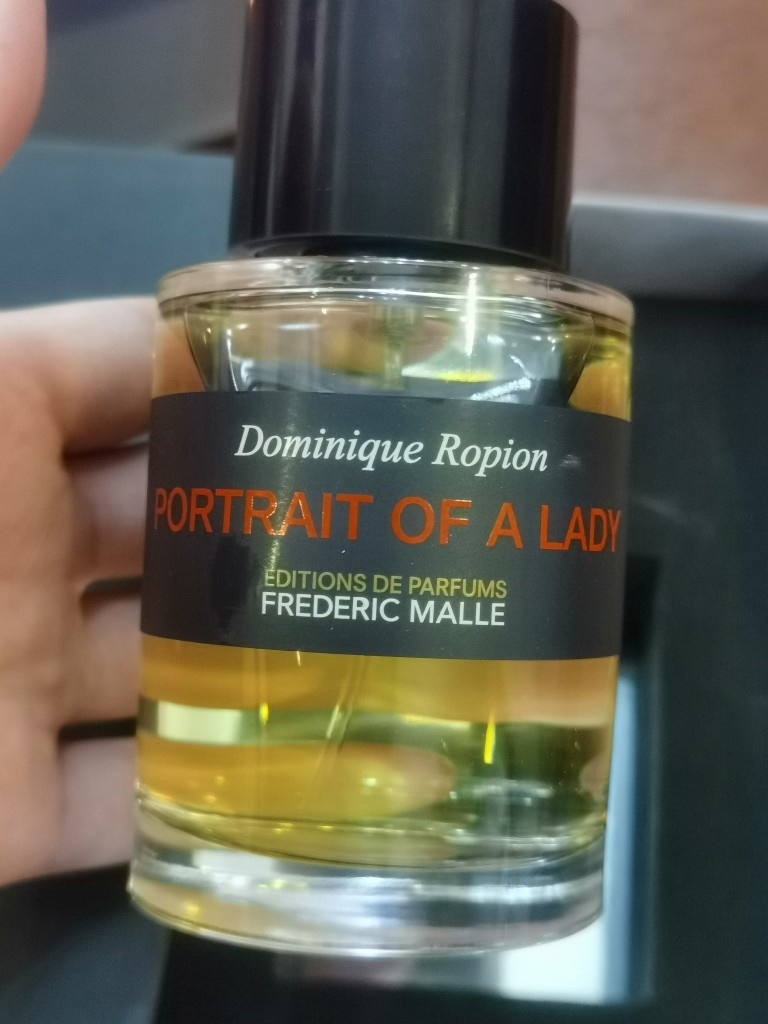 Dominique Ropion
PORTRAIT OF A LADY
EDITIONS DE PARFUMS
FREDERIC MALLE